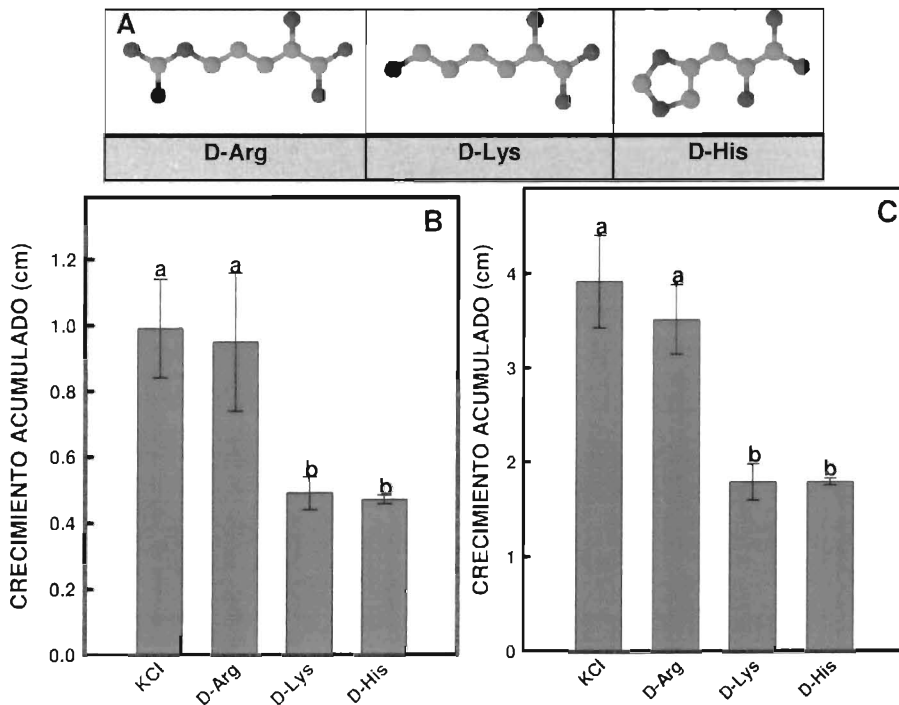 A
D-Arg
D-Lys
D-His
B
CRECIMIENTO ACUMULADO (cm)
1.2
1.0
0.8
0.6
0.4
0.2
0.0
a
a
b
b
KCl
D-Arg
D-Lys
D-His
C
CRECIMIENTO ACUMULADO (cm)
4
3
2
1
0
a
a
b
b
KCl
D-Arg
D-Lys
D-His